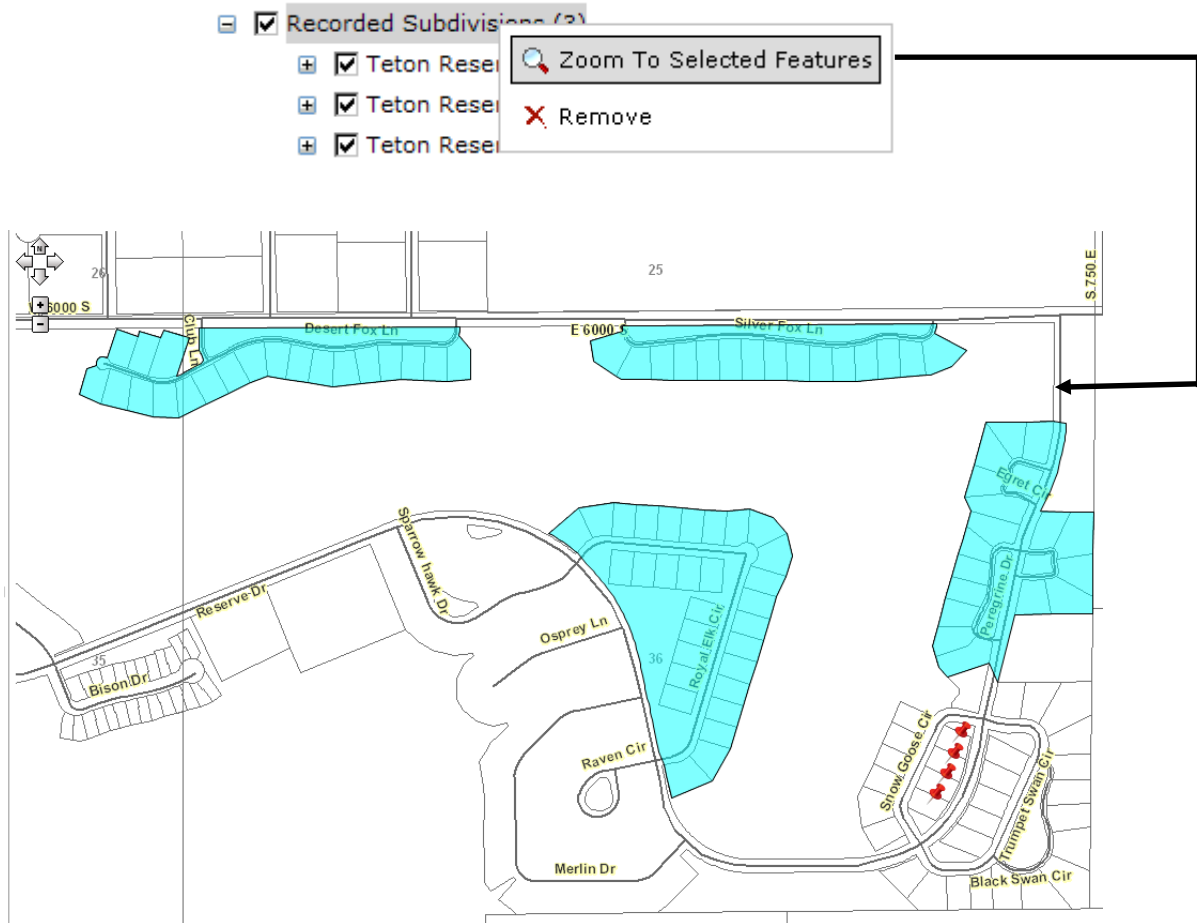 Recorded Subdivisions (3)
Teton Reser
Teton Reser
Teton Reser
Zoom To Selected Features
Remove
N
26
25
S 750 E
6000 S
Club Ln
Desert Fox Ln
E 6000 S
Silver Fox Ln
Egret Cir
Sparrow hawk Dr
Reserve Dr
Peregrine Dr
Osprey Ln
Royal Elk Cir
35
36
Bison Dr
Raven Cir
Snow Goose Cir
Trumpet Swan Cir
Merlin Dr
Black Swan Cir